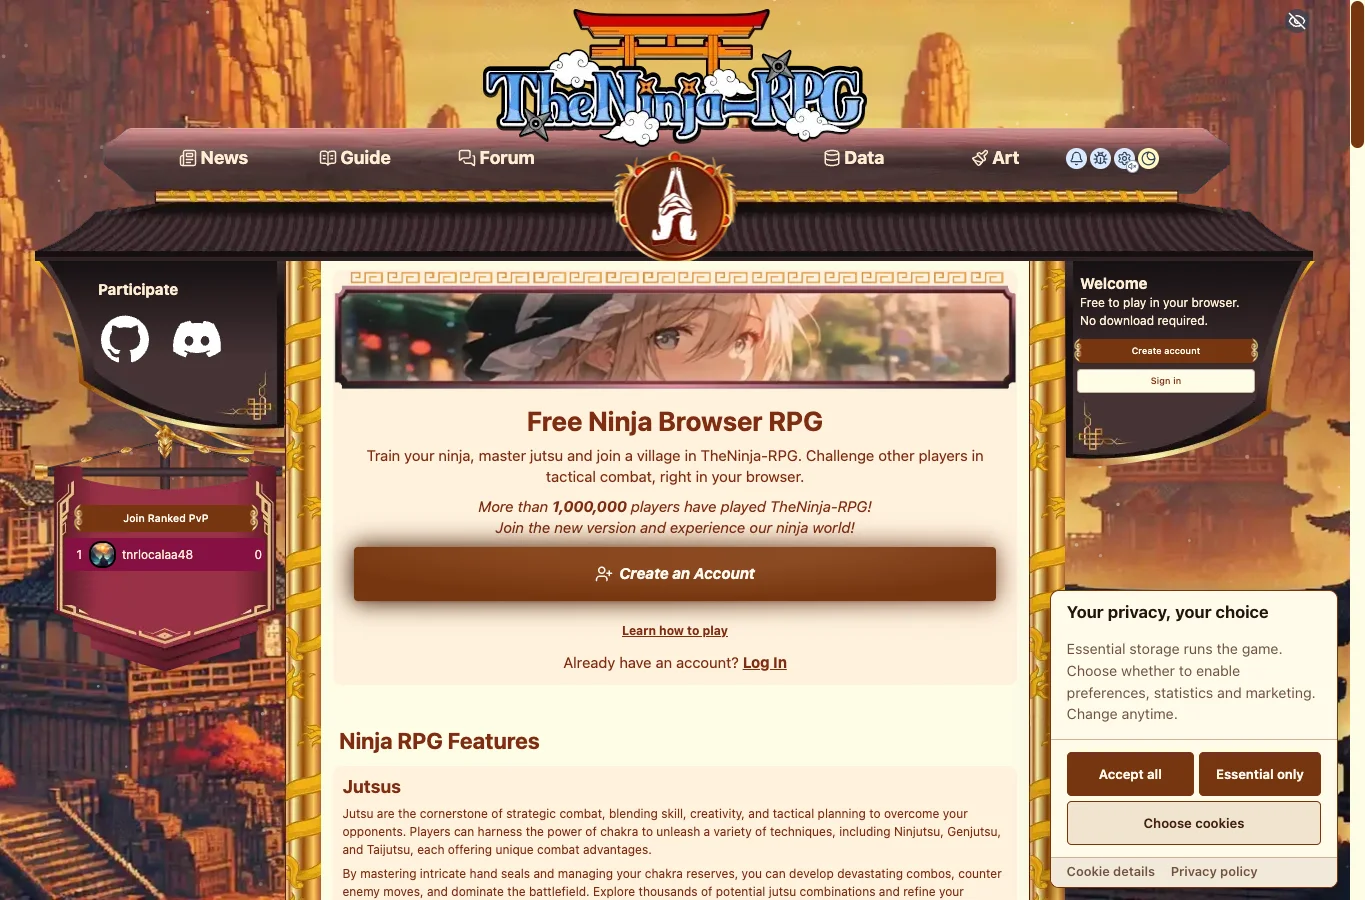 TheNinja-RPG
News
Guide
Forum
Data
Art
Participate
Join Ranked PvP
1 tnrlocalaa48 0
Free Ninja Browser RPG
Train your ninja, master jutsu and join a village in TheNinja-RPG. Challenge other players in
tactical combat, right in your browser.
More than 1,000,000 players have played TheNinja-RPG!
Join the new version and experience our ninja world!
Create an Account
Learn how to play
Already have an account? Log In
Ninja RPG Features
Jutsus
Jutsu are the cornerstone of strategic combat, blending skill, creativity, and tactical planning to overcome your
opponents. Players can harness the power of chakra to unleash a variety of techniques, including Ninjutsu, Genjutsu,
and Taijutsu, each offering unique combat advantages.
By mastering intricate hand seals and managing your chakra reserves, you can develop devastating combos, counter
enemy moves, and dominate the battlefield. Explore thousands of potential jutsu combinations and refine your
Welcome
Free to play in your browser.
No download required.
Create account
Sign in
Your privacy, your choice
Essential storage runs the game.
Choose whether to enable
preferences, statistics and marketing.
Change anytime.
Accept all
Essential only
Choose cookies
Cookie details
Privacy policy